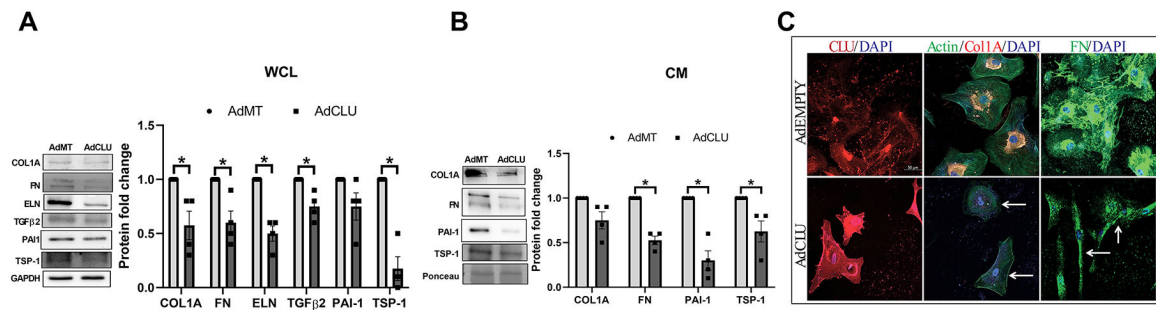 A
WCL
AdMT AdCLU
AdMT AdCLU
COL1A
FN
ELN
TGFβ2
PAI1
TSP-1
GAPDH
Protein fold change
1.5
1.0
0.5
0.0
* * * * *
COL1A FN ELN TGFβ2 PAI-1 TSP-1
B
CM
AdMT AdCLU
AdMT AdCLU
COL1A
FN
PAI-1
TSP-1
Ponceau
Protein fold change
1.5
1.0
0.5
0.0
* * *
COL1A FN PAI-1 TSP-1
C
CLU/DAPI Actin/Col1A/DAPI FN/DAPI
AdEMPTY
AdCLU